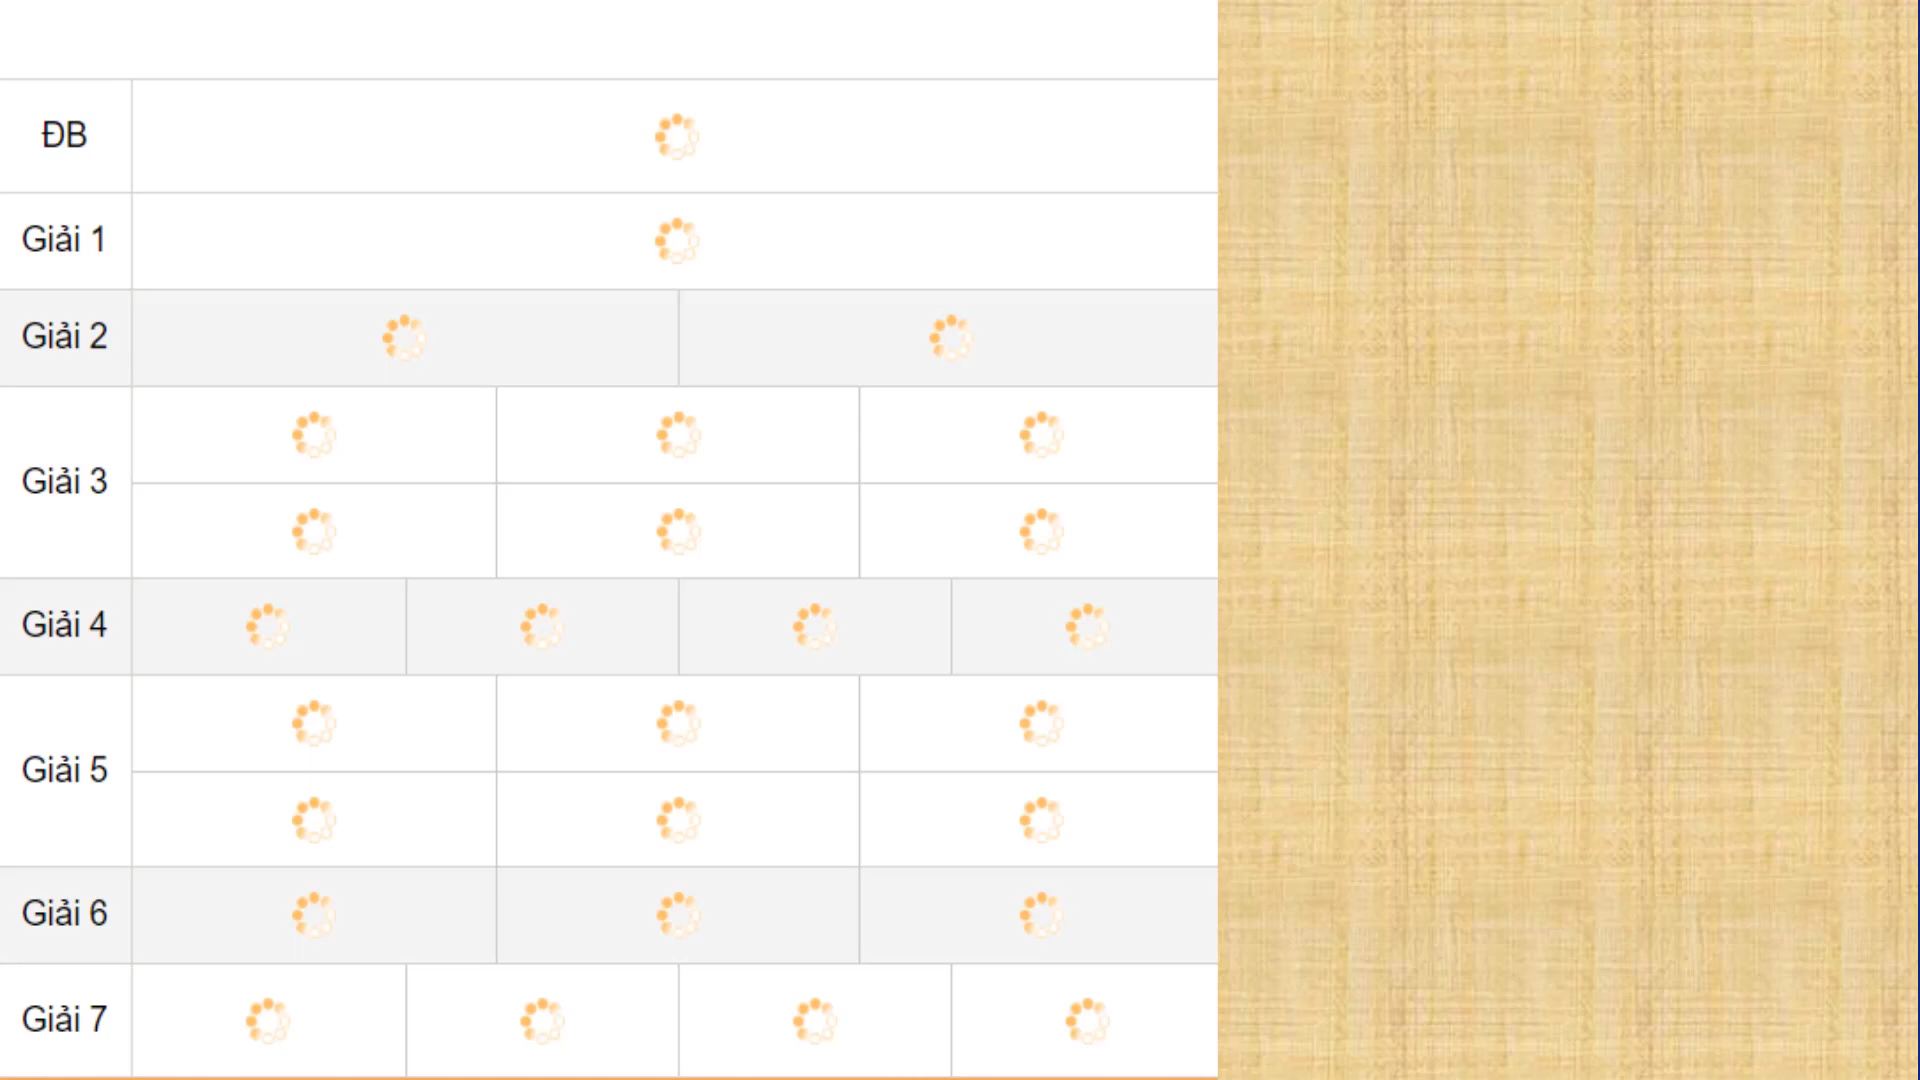 ĐB
Giải 1
Giải 2
Giải 3
Giải 4
Giải 5
Giải 6
Giải 7